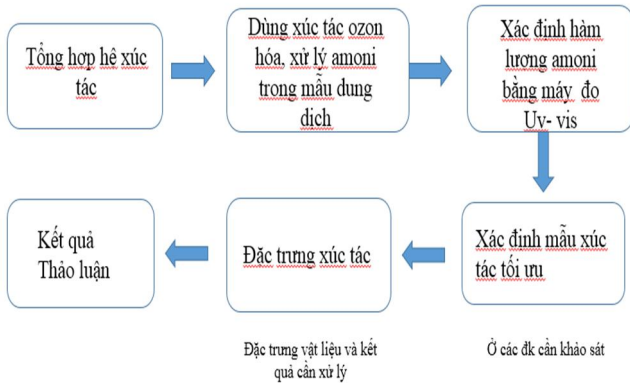 Tổng hợp hệ xúc
tác
Dùng xúc tác ozon
hóa, xử lý amoni
trong mẫu dung
dịch
Xác định hàm
lượng amoni
bằng máy đo
Uv- vis
Xác định mẫu xúc
tác tối ưu
Ở các đk cần khảo sát
Đặc trưng xúc tác
Đặc trưng vật liệu và kết
quả cần xử lý
Kết quả
Thảo luận